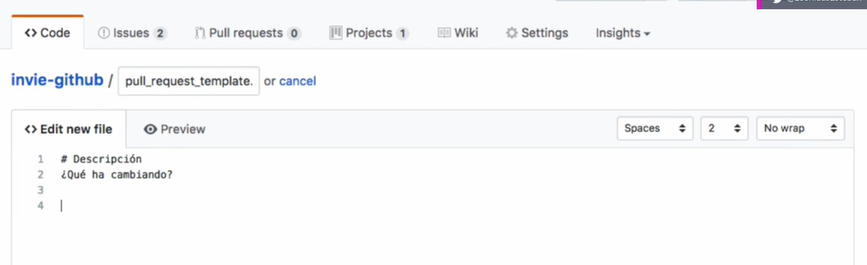 Code Issues 2 Pull requests 0 Projects 1 Wiki Settings Insights
invie-github / pull_request_template. or cancel
Edit new file Preview Spaces 2 No wrap
1 # Descripción
2 ¿Qué ha cambiando?
3
4